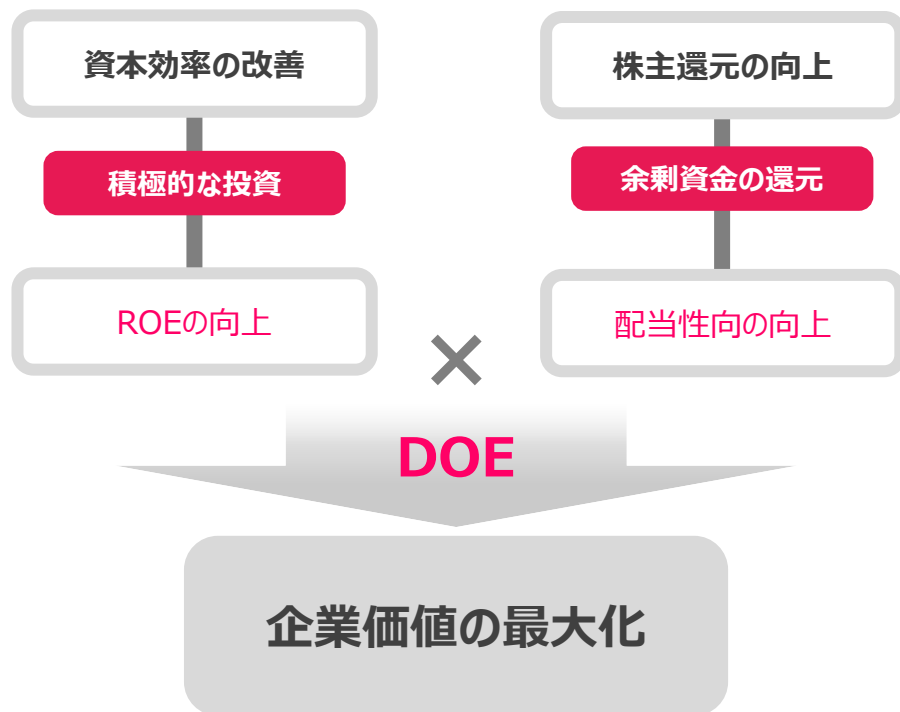 資本効率の改善
株主還元の向上
積極的な投資
余剰資金の還元
ROEの向上
配当性向の向上
×
DOE
企業価値の最大化